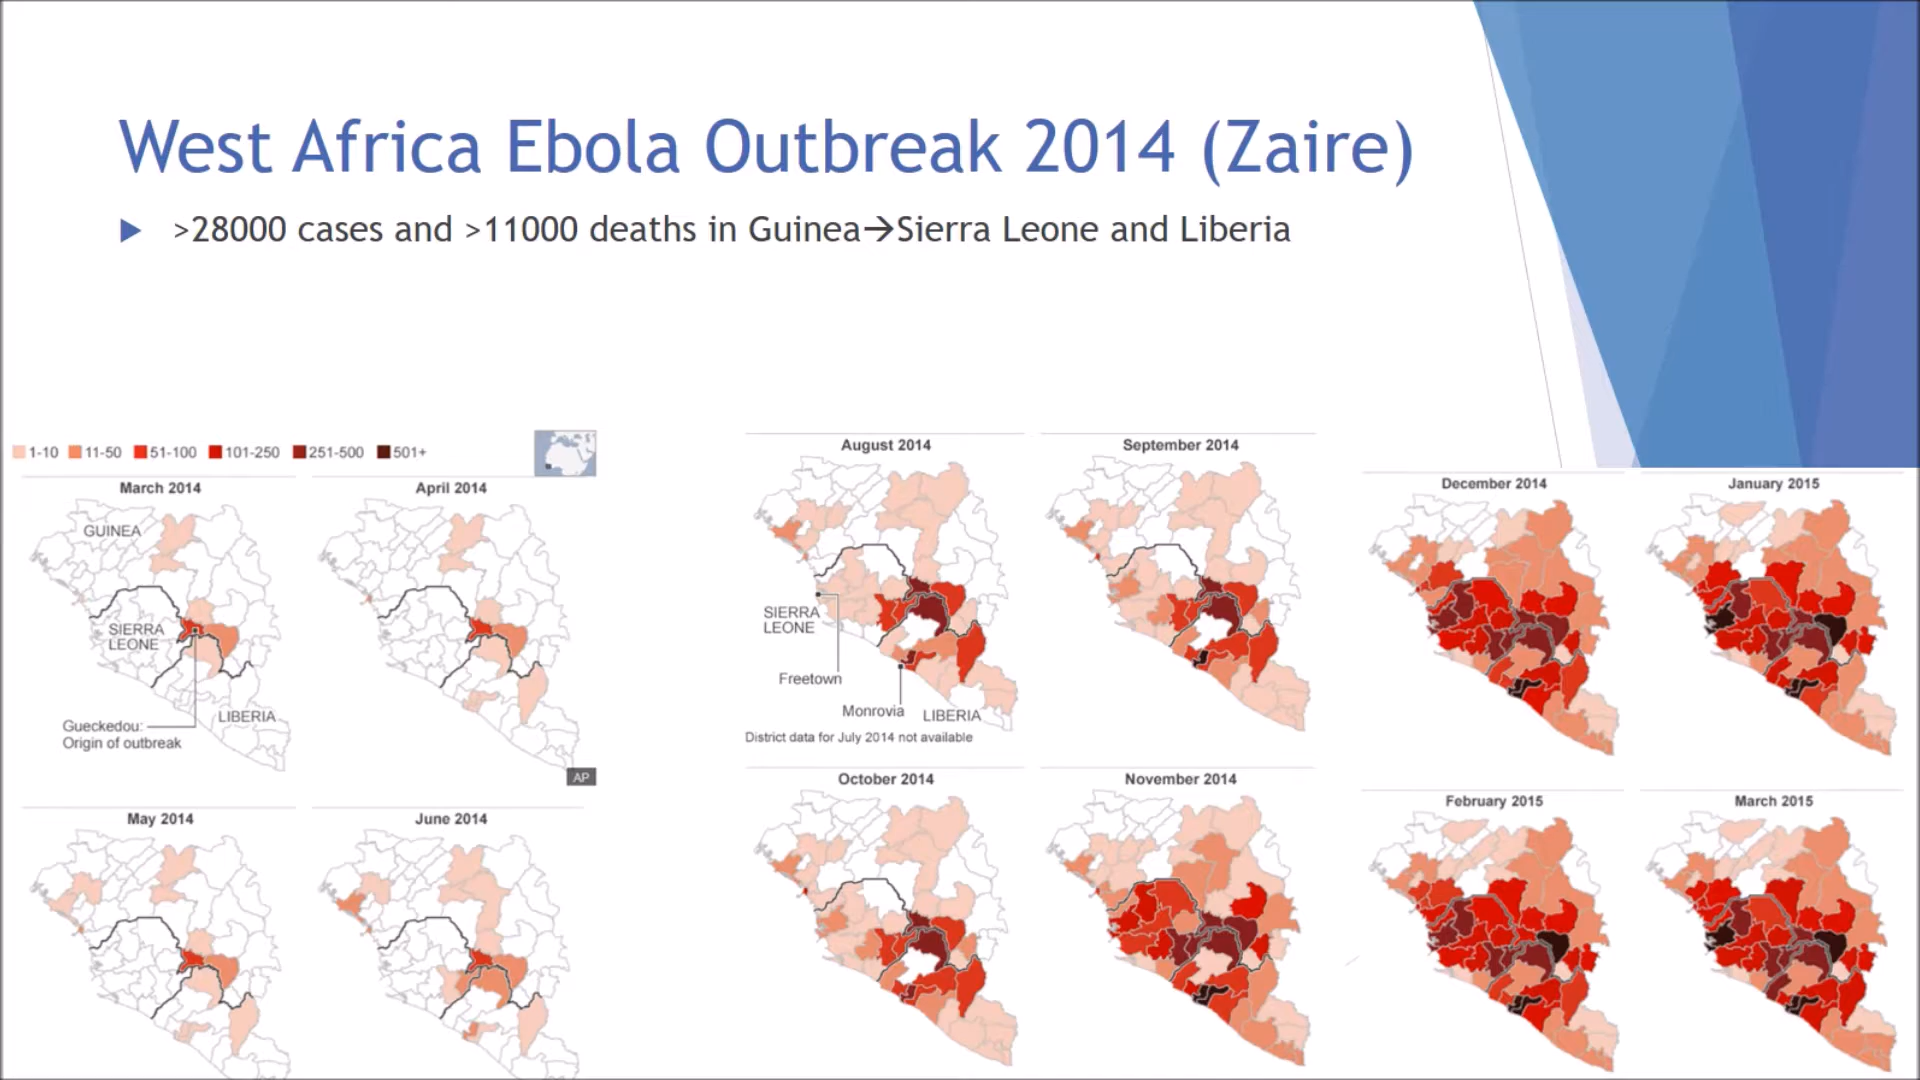 West Africa Ebola Outbreak 2014 (Zaire)
>28000 cases and >11000 deaths in Guinea→Sierra Leone and Liberia
1-10 11-50 51-100 101-250 251-500 501+
March 2014
GUINEA
SIERRA
LEONE
LIBERIA
Gueckedou:
Origin of outbreak
April 2014
AP
May 2014
June 2014
August 2014
SIERRA
LEONE
Freetown
Monrovia
LIBERIA
District data for July 2014 not available
September 2014
October 2014
November 2014
December 2014
January 2015
February 2015
March 2015